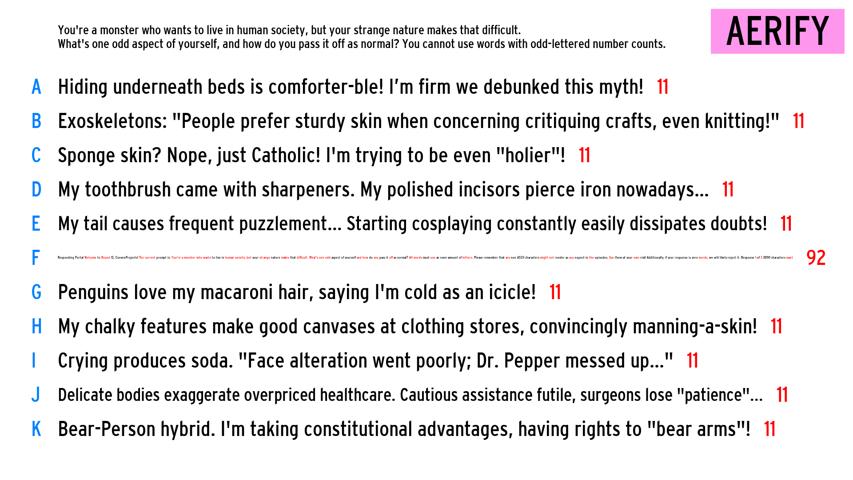 You're a monster who wants to live in human society, but your strange nature makes that difficult.
What's one odd aspect of yourself, and how do you pass it off as normal? You cannot use words with odd-lettered number counts.
AERIFY
A Hiding underneath beds is comforter-ble! I'm firm we debunked this myth! 11
B Exoskeletons: "People prefer sturdy skin when concerning critiquing crafts, even knitting!" 11
C Sponge skin? Nope, just Catholic! I'm trying to be even "holier"! 11
D My toothbrush came with sharpeners. My polished incisors pierce iron nowadays... 11
E My tail causes frequent puzzlement... Starting cosplaying constantly easily dissipates doubts! 11
F 92
G Penguins love my macaroni hair, saying I'm cold as an icicle! 11
H My chalky features make good canvases at clothing stores, convincingly manning-a-skin! 11
I Crying produces soda. "Face alteration went poorly; Dr. Pepper messed up..." 11
J Delicate bodies exaggerate overpriced healthcare. Cautious assistance futile, surgeons lose "patience"... 11
K Bear-Person hybrid. I'm taking constitutional advantages, having rights to "bear arms"! 11